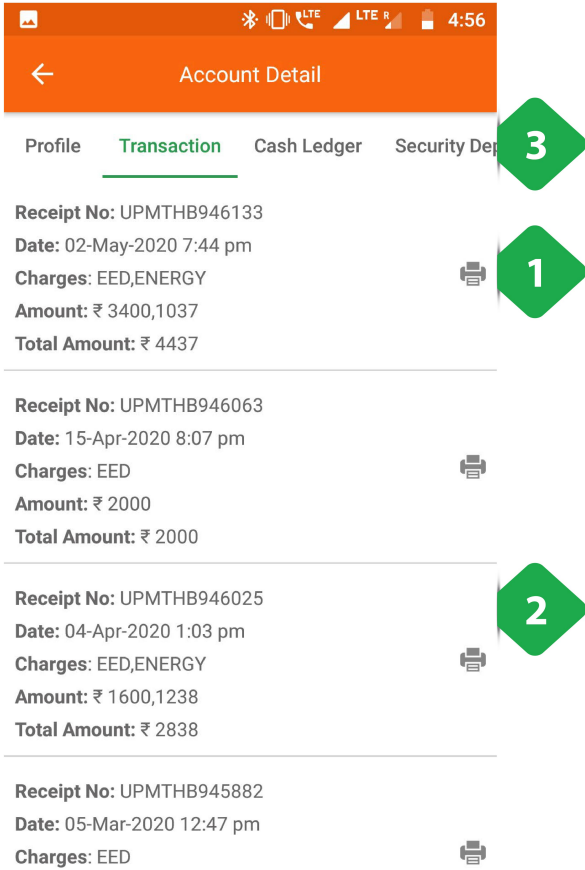 LTE LTE R 4:56
Account Detail
Profile Transaction Cash Ledger Security Dep
3
Receipt No: UPMTHB946133
Date: 02-May-2020 7:44 pm
Charges: EED,ENERGY
1
Amount: ₹ 3400,1037
Total Amount: ₹ 4437
Receipt No: UPMTHB946063
Date: 15-Apr-2020 8:07 pm
Charges: EED
Amount: ₹ 2000
Total Amount: ₹ 2000
Receipt No: UPMTHB946025
2
Date: 04-Apr-2020 1:03 pm
Charges: EED,ENERGY
Amount: ₹ 1600,1238
Total Amount: ₹ 2838
Receipt No: UPMTHB945882
Date: 05-Mar-2020 12:47 pm
Charges: EED